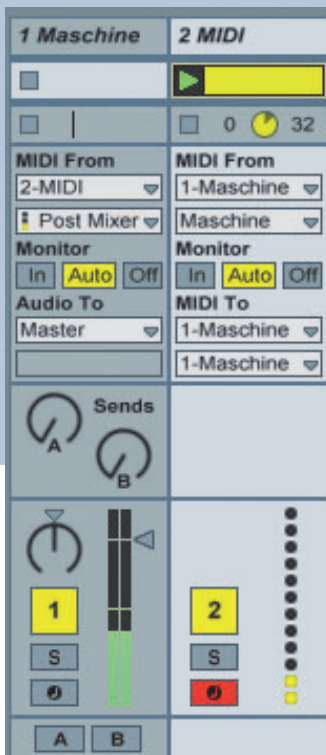 1 Maschine
2 MIDI
0 32
MIDI From
2-MIDI
Post Mixer
Monitor
In Auto Off
Audio To
Master
MIDI From
1-Maschine
Maschine
Monitor
In Auto Off
MIDI To
1-Maschine
1-Maschine
Sends
A
B
1
S
A B
2
S